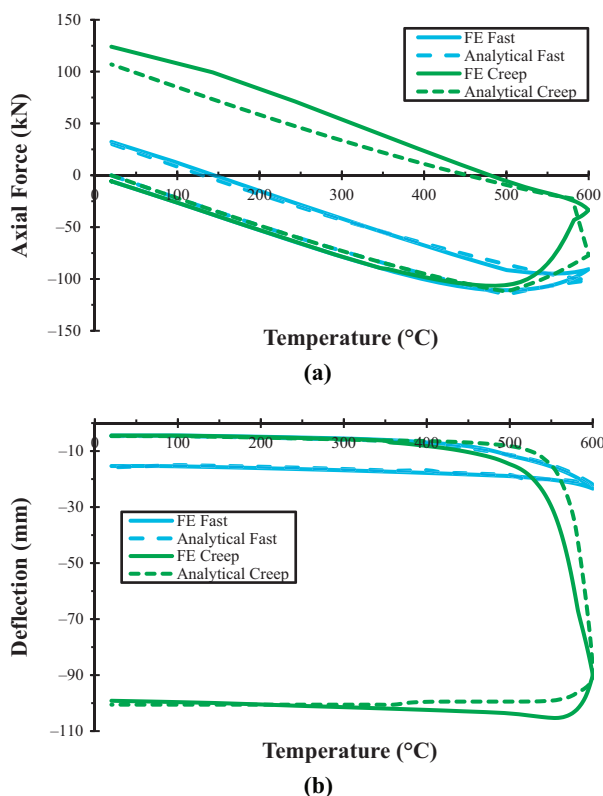 FE Fast
Analytical Fast
FE Creep
Analytical Creep
150
100
50
0
−50
−100
−150
0 100 200 300 400 500 600
Axial Force (kN)
Temperature (°C)
(a)
0 100 200 300 400 500 600
−10
−30
−50
−70
−90
−110
Deflection (mm)
FE Fast
Analytical Fast
FE Creep
Analytical Creep
Temperature (°C)
(b)